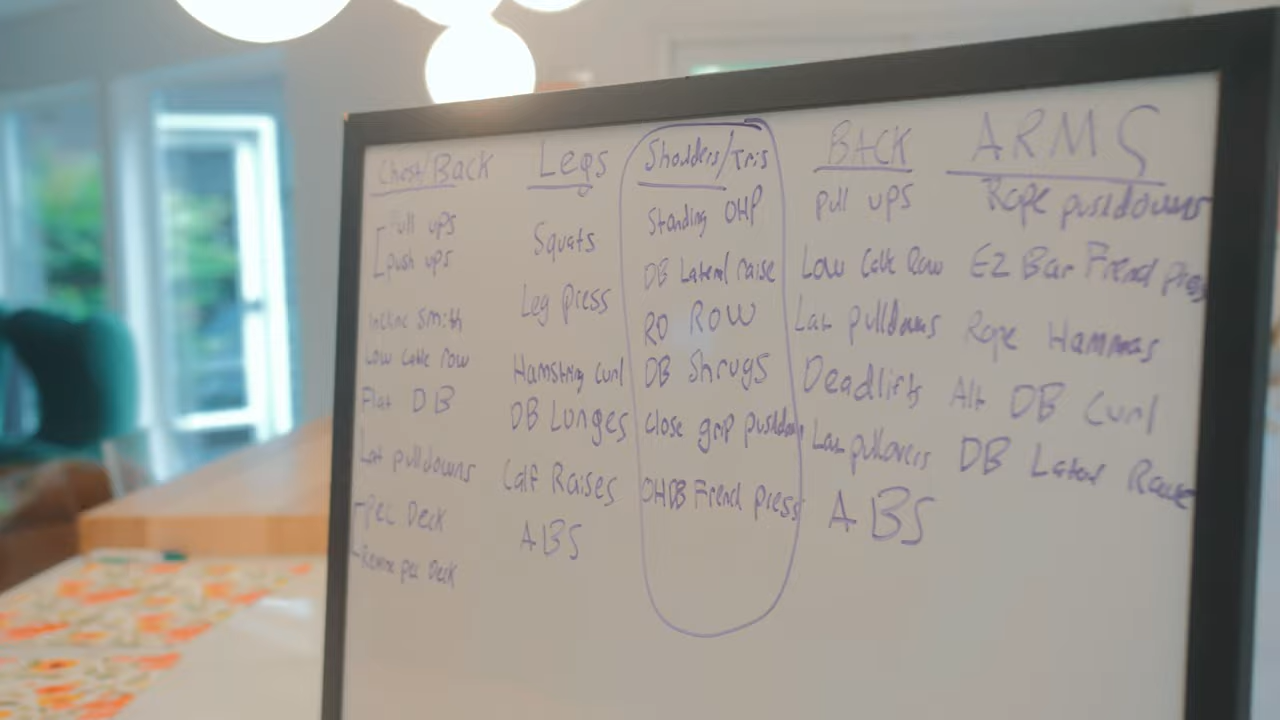 Chest/Back
Pull ups
push ups
Incline Smith
Low Cable row
Flat DB
Lat pulldowns
Pec Deck
Reverse pec Deck
Legs
Squats
Leg press
Hamstring curl
DB Lunges
Calf Raises
ABS
Shoulders/Tris
Standing OHP
DB Lateral raise
RD ROW
DB Shrugs
Close grip pushdown
OHDB French press
BACK
pull ups
Low Cable Row
Lat pulldowns
Deadlifts
Lat pullovers
ABS
ARMS
Rope pushdowns
EZ Bar French press
Rope Hammers
Alt DB Curl
DB Lateral Raise